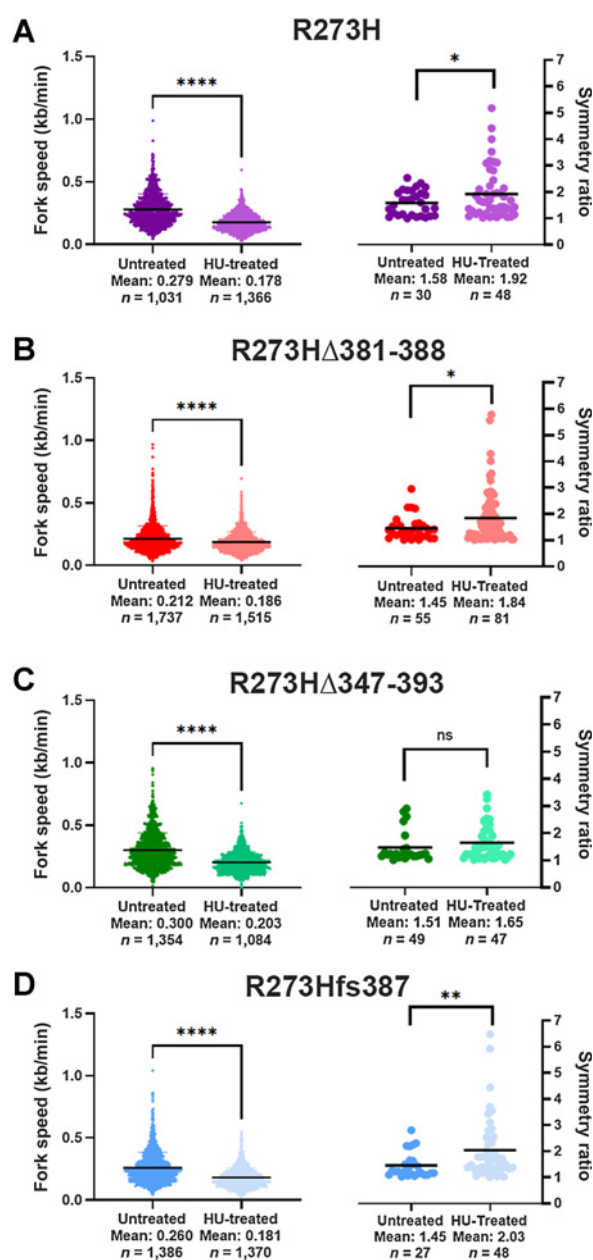 A
R273H
Fork speed (kb/min)
1.5
1.0
0.5
0.0
****
Untreated
Mean: 0.279
n = 1,031
HU-treated
Mean: 0.178
n = 1,366
*
7
6
5
4
3
2
1
0
Symmetry ratio
Untreated
Mean: 1.58
n = 30
HU-Treated
Mean: 1.92
n = 48
B
R273HΔ381-388
Fork speed (kb/min)
1.5
1.0
0.5
0.0
****
Untreated
Mean: 0.212
n = 1,737
HU-treated
Mean: 0.186
n = 1,515
*
7
6
5
4
3
2
1
0
Symmetry ratio
Untreated
Mean: 1.45
n = 55
HU-Treated
Mean: 1.84
n = 81
C
R273HΔ347-393
Fork speed (kb/min)
1.5
1.0
0.5
0.0
****
Untreated
Mean: 0.300
n = 1,354
HU-treated
Mean: 0.203
n = 1,084
ns
7
6
5
4
3
2
1
0
Symmetry ratio
Untreated
Mean: 1.51
n = 49
HU-Treated
Mean: 1.65
n = 47
D
R273Hfs387
Fork speed (kb/min)
1.5
1.0
0.5
0.0
****
Untreated
Mean: 0.260
n = 1,386
HU-treated
Mean: 0.181
n = 1,370
**
7
6
5
4
3
2
1
0
Symmetry ratio
Untreated
Mean: 1.45
n = 27
HU-Treated
Mean: 2.03
n = 48